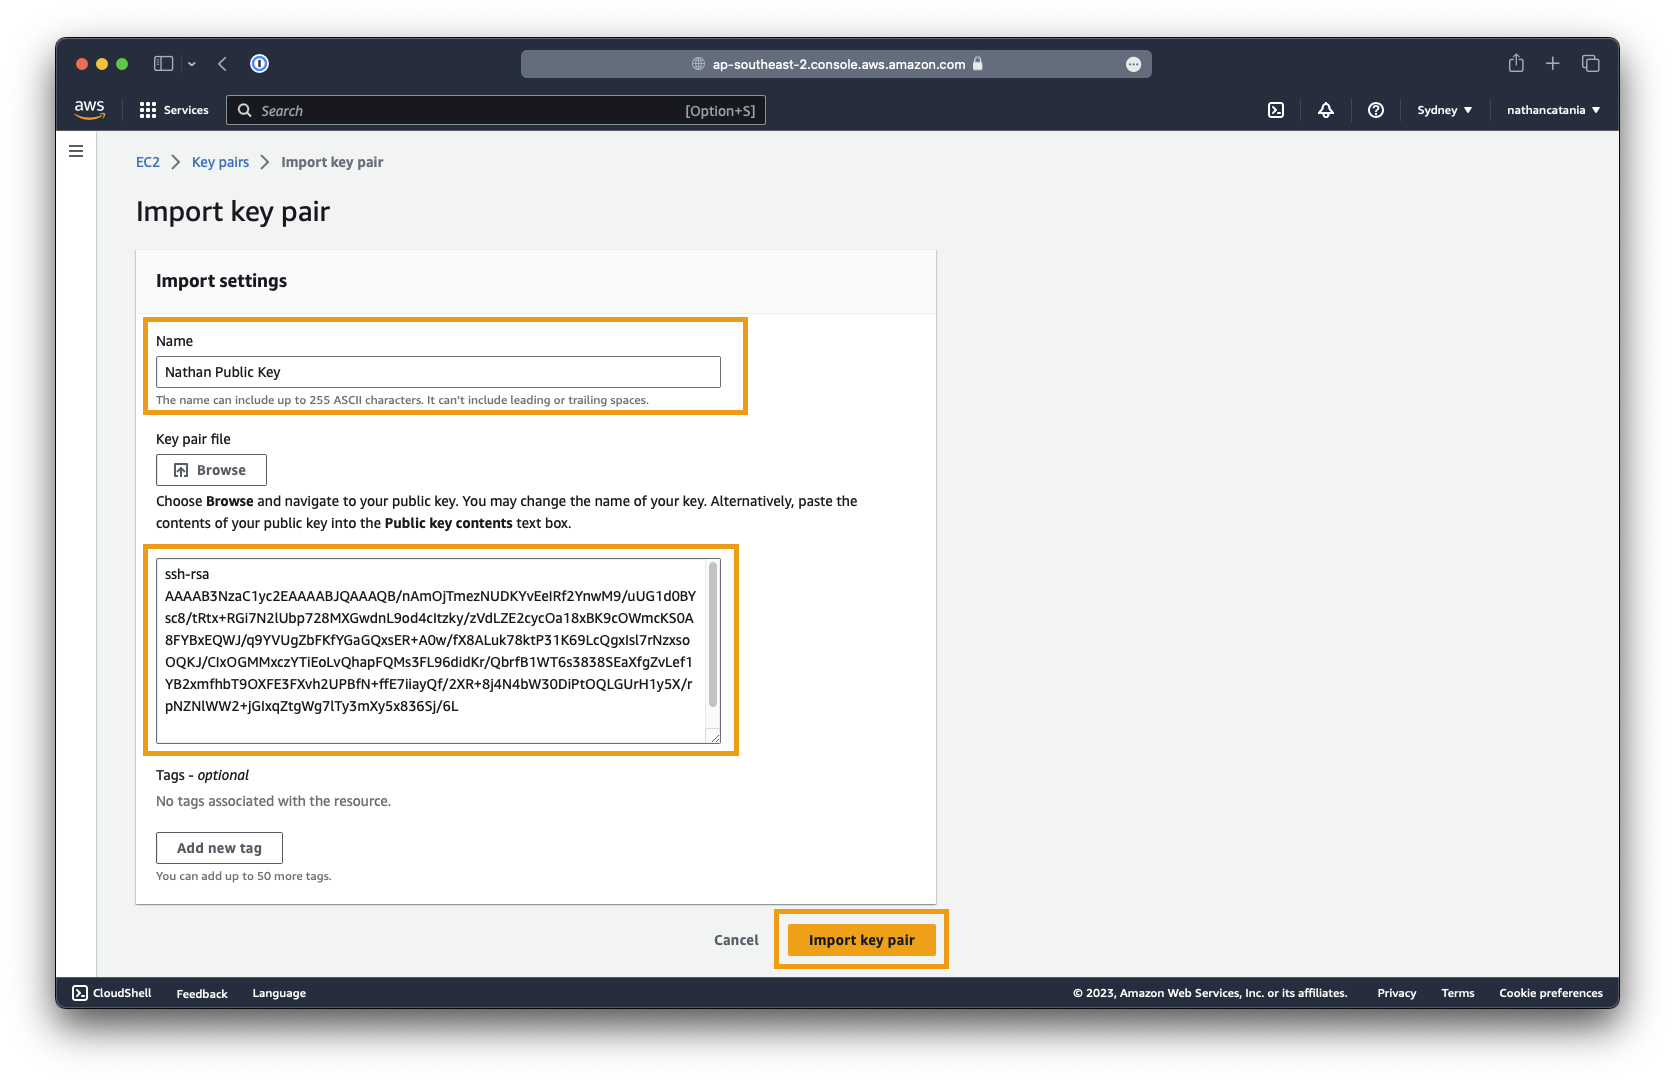 ap-southeast-2.console.aws.amazon.com
aws
Services
Search
[Option+S]
Sydney
nathancatania
EC2
Key pairs
Import key pair
Import key pair
Import settings
Name
Nathan Public Key
The name can include up to 255 ASCII characters. It can't include leading or trailing spaces.
Key pair file
Browse
Choose Browse and navigate to your public key. You may change the name of your key. Alternatively, paste the
contents of your public key into the Public key contents text box.
ssh-rsa
AAAAB3NzaC1yc2EAAAABJQAAAQB/nAmOjTmezNUDKYvEeIRf2YnwM9/uUG1d0BY
sc8/tRtx+RGi7N2lUbp728MXGwdnL9od4cItzky/zVdLZE2cycOa18xBK9cOWmcKS0A
8FYBxEQWJ/q9YVUgZbFKfYGaGQxsER+A0w/fX8ALuk78ktP31K69LcQgxIsl7rNzxso
OQKJ/CIxOGMMxczYTiEoLvQhapFQMs3FL96didKr/QbrfB1WT6s3838SEaXfgZvLef1
YB2xmfhbT9OXFE3FXvh2UPBfN+ffE7iiayQf/2XR+8j4N4bW30DiPtOQLGUrH1y5X/r
pNZNlWW2+jGIxqZtgWg7lTy3mXy5x836Sj/6L
Tags - optional
No tags associated with the resource.
Add new tag
You can add up to 50 more tags.
Cancel
Import key pair
CloudShell
Feedback
Language
© 2023, Amazon Web Services, Inc. or its affiliates.
Privacy
Terms
Cookie preferences